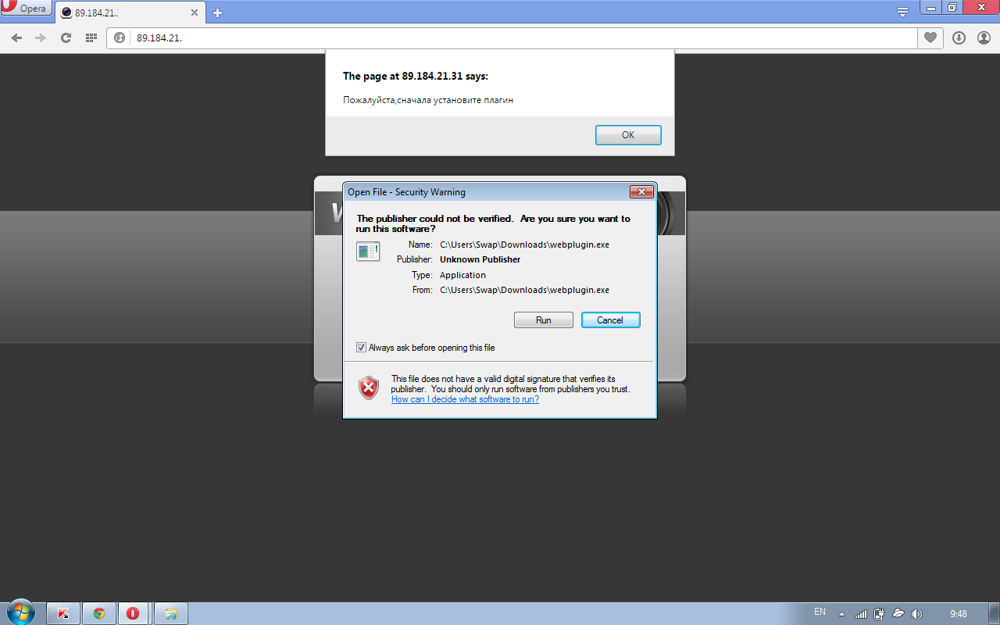 Opera
89.184.21.
89.184.21.
The page at 89.184.21.31 says:
Пожалуйста,сначала установите плагин
OK
Open File - Security Warning
The publisher could not be verified. Are you sure you want to
run this software?
Name: C:\Users\Swap\Downloads\webplugin.exe
Publisher: Unknown Publisher
Type: Application
From: C:\Users\Swap\Downloads\webplugin.exe
Run Cancel
Always ask before opening this file
This file does not have a valid digital signature that verifies its
publisher. You should only run software from publishers you trust.
How can I decide what software to run?
EN 9:48